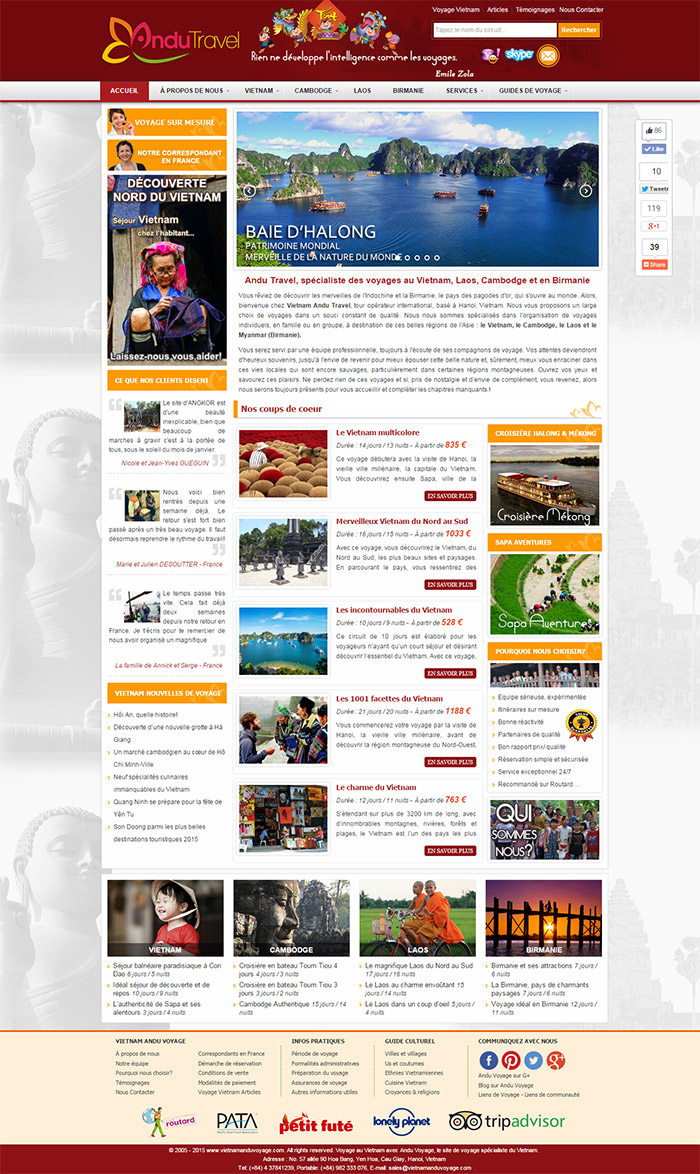 Voyage Vietnam Articles Témoignages Nous Contacter
Andu Travel
Tết
Tapez le nom du circuit... Rechercher
Rien ne développe l'intelligence comme les voyages.
Emile Zola
skype
ACCUEIL À PROPOS DE NOUS VIETNAM CAMBODGE LAOS BIRMANIE SERVICES GUIDES DE VOYAGE
VOYAGE SUR MESURE
NOTRE CORRESPONDANT
EN FRANCE
DÉCOUVERTE
NORD DU VIETNAM
Séjour Vietnam
chez l'habitant...
Laissez-nous vous aider!
BAIE D'HALONG
PATRIMOINE MONDIAL
MERVEILLE DE LA NATURE DU MONDE
86
Like
10
Tweete
119
+1
39
Share
Andu Travel, spécialiste des voyages au Vietnam, Laos, Cambodge et en Birmanie
Vous rêviez de découvrir les merveilles de l'Indochine et la Birmanie, le pays des pagodes d'or, qui s'ouvre au monde. Alors,
bienvenue chez Vietnam Andu Travel, tour opérateur international, basé à Hanoi, Vietnam. Nous vous proposons un large
choix de voyages dans un souci constant de qualité. Nous nous sommes spécialisés dans l'organisation de voyages
individuels, en famille ou en groupe, à destination de ces belles régions de l'Asie : le Vietnam, le Cambodge, le Laos et le
Myanmar (Birmanie).
Vous serez servi par une équipe professionnelle, toujours à l'écoute de ses compagnons de voyage. Vos attentes deviendront
d'heureux souvenirs, jusqu'à l'envie de revenir pour mieux épouser cette belle nature et, sûrement, mieux vous enraciner dans
ces vies locales qui sont encore sauvages, particulièrement dans certaines régions montagneuses. Ouvrez vos yeux et
savourez ces plaisirs. Ne perdez rien de ces voyages et si, pris de nostalgie et d'envie de complément, vous revenez, alors
nous serons toujours présents pour vous accueillir et compléter les chapitres manquants.!
CE QUE NOS CLIENTS DISENT
Le site d'ANGKOR est
d'une beauté
inexplicable, bien que
beaucoup de
marches à gravir c'est à la portée de
tous, sous le soleil du mois de janvier.
Nicole et Jean-Yves GUEGUIN
Nous voici bien
rentrés depuis une
semaine déjà. Le
retour s'est fort bien
passé après un très beau voyage. Il faut
désormais reprendre le rythme du travail!
Marie et Julien DESOUTTER - France
Le temps passe très
vite. Cela fait déjà
deux semaines
depuis notre retour en
France. Je t'écris pour te remercier de
nous avoir organisé un magnifique
La famille de Annick et Serge - France
VIETNAM NOUVELLES DE VOYAGE
Hồi An, quelle histoire!
Découverte d'une nouvelle grotte à Hà
Giang
Un marché cambodgien au cœur de Hô
Chi Minh-Ville
Neuf spécialités culinaires
immanquables du Vietnam
Quang Ninh se prépare pour la fête de
Yên Tu
Son Doong parmi les plus belles
destinations touristiques 2015
Nos coups de coeur
Le Vietnam multicolore
Durée : 14 jours / 13 nuits - À partir de 835 €
Ce voyage débutera avec la visite de Hanoi, la
vieille ville millénaire, la capitale du Vietnam.
Vous découvrirez ensuite Sapa, ville de la
EN SAVOIR PLUS
Merveilleux Vietnam du Nord au Sud
Durée : 16 jours / 15 nuits - À partir de 1033 €
Avec ce voyage, vous découvrirez le Vietnam, du
Nord au Sud, les plus beaux sites et paysages.
En parcourant le pays, vous ressentirez des
EN SAVOIR PLUS
Les incontournables du Vietnam
Durée : 10 jours / 9 nuits - À partir de 528 €
Ce circuit de 10 jours est élaboré pour les
voyageurs n'ayant qu'un court séjour et désirant
découvrir l'essentiel du Vietnam. Avec ce voyage,
EN SAVOIR PLUS
Les 1001 facettes du Vietnam
Durée : 21 jours / 20 nuits - À partir de 1188 €
Vous commencerez votre voyage par la visite de
Hanoi, la vieille ville millénaire, avant de
découvrir la région montagneuse du Nord-Ouest,
EN SAVOIR PLUS
Le charme du Vietnam
Durée : 12 jours / 11 nuits - À partir de 763 €
S'étendant sur plus de 3200 km de long, avec
d'innombrables montagnes, rivières, forêts et
plages, le Vietnam est l'un des pays les plus
EN SAVOIR PLUS
CROISIÈRE HALONG & MÉKONG
Croisière Mékong
SAPA AVENTURES
Sapa Aventures
POURQUOI NOUS CHOISIR?
Equipe sérieuse, expérimentée
Itinéraires sur mesure
Bonne réactivité
Partenaires de qualité
Bon rapport prix/ qualité
Réservation simple et sécurisée
Service exceptionnel 24/7
Recommandé sur Routard...
QUI
SOMMES
NOUS?
VIETNAM CAMBODGE LAOS BIRMANIE
Séjour balnéaire paradisiaque à Con
Dao 6 jours / 5 nuits
Idéal séjour de découverte et de
repos 10 jours / 9 nuits
L'authenticité de Sapa et ses
alentours 3 jours / 4 nuits
Croisière en bateau Toum Tiou 4
jours 4 jours / 3 nuits
Croisière en bateau Toum Tiou 3
jours 3 jours / 2 nuits
Cambodge Authentique 15 jours / 14
nuits
Le magnifique Laos du Nord au Sud
17 jours / 16 nuits
Le Laos au charme envoûtant 15
jours / 14 nuits
Le Laos dans un coup d'oeil 5 jours /
4 nuits
Birmanie et ses attractions 7 jours /
6 nuits
La Birmanie, pays de charmants
paysages 7 jours / 6 nuits
Voyage idéal en Birmanie 12 jours /
11 nuits
VIETNAM ANDU VOYAGE
À propos de nous
Notre équipe
Pourquoi nous choisir?
Témoignages
Nous Contacter
Correspondants en France
Démarche de réservation
Conditions de vente
Modalités de paiement
Voyage Vietnam Articles
INFOS PRATIQUES
Période de voyage
Formalités administratives
Préparation du voyage
Assurances de voyage
Autres informations utiles
GUIDE CULTUREL
Villes et villages
Us et coutumes
Ethnies Vietnamiennes
Cuisine Vietnam
Croyances & religions
COMMUNIQUEZ AVEC NOUS
Andu Voyage sur G+
Blog sur Andu Voyage
Liens de Voyage - Liens de communauté
routard PATA petit futé lonely planet tripadvisor
© 2005 - 2015 www.vietnamanduvoyage.com. All rights reserved. Voyage au Vietnam avec Andu Voyage, le site de voyage spécialiste du Vietnam.
Adresse : No. 57 allée 90 Hoa Bang, Yen Hoa, Cau Giay, Hanoi, Vietnam
Tel: (+84) 4 37841239, Portable: (+84) 982 333 076, E-mail: sales@vietnamanduvoyage.com